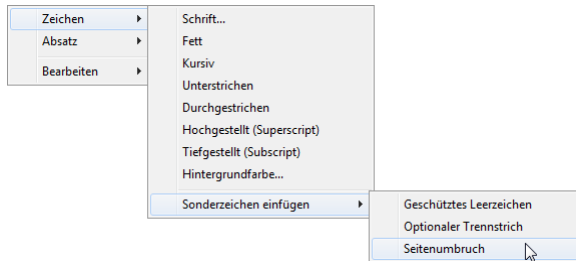 Zeichen
Absatz
Bearbeiten
Schrift...
Fett
Kursiv
Unterstrichen
Durchgestrichen
Hochgestellt (Superscript)
Tiefgestellt (Subscript)
Hintergrundfarbe...
Sonderzeichen einfügen
Geschütztes Leerzeichen
Optionaler Trennstrich
Seitenumbruch